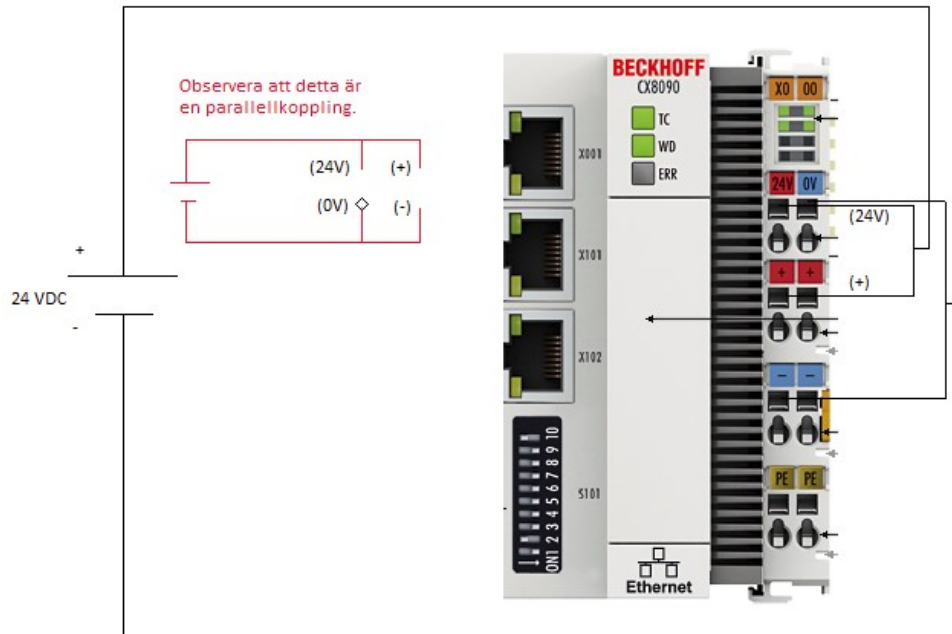 Observera att detta är
en parallellkoppling.
(24V) (+)
(0V) (-)
+
24 VDC
-
BECKHOFF
CX8090
TC
WD
ERR
X001
X101
X102
S101
ON1 2 3 4 5 6 7 8 9 10
Ethernet
X0 00
24V 0V
(24V)
+ +
(+)
− −
PE PE